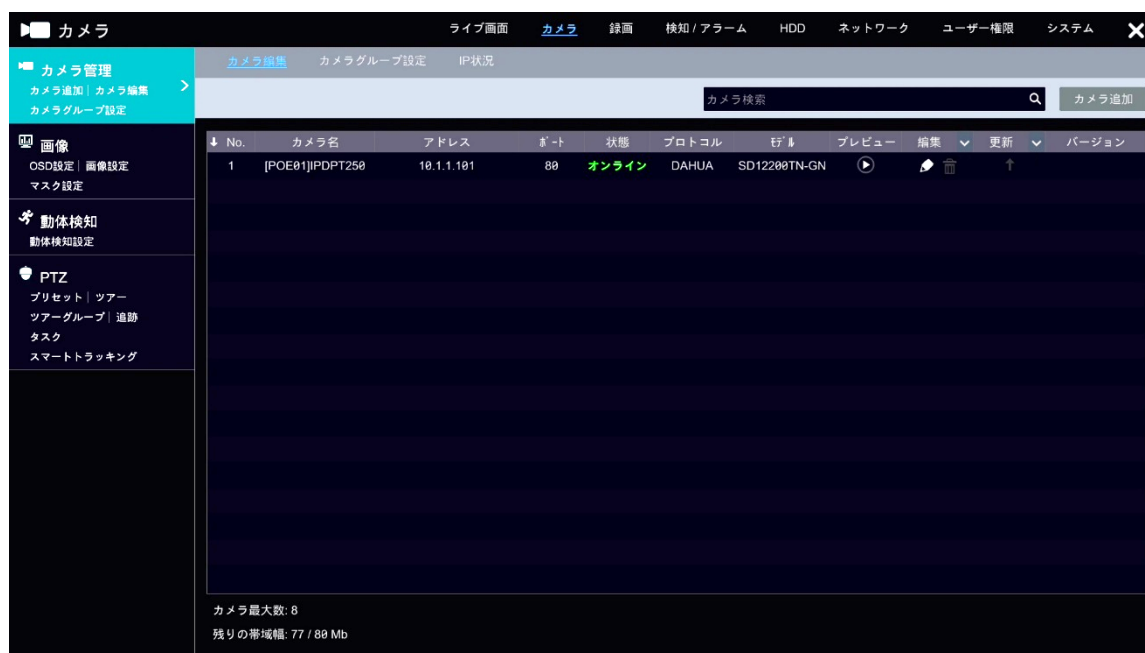 カメラ ライブ画面 カメラ 録画 検知 / アラーム HDD ネットワーク ユーザー権限 システム
カメラ管理
カメラ追加 | カメラ編集
カメラグループ設定
画像
OSD設定 | 画像設定
マスク設定
動体検知
動体検知設定
PTZ
プリセット | ツアー
ツアーグループ | 追跡
タスク
スマートトラッキング
カメラ編集 カメラグループ設定 IP状況
カメラ検索 カメラ追加
No. カメラ名 アドレス ポート 状態 プロトコル モデル プレビュー 編集 更新 バージョン
1 [POE01]IPDPT250 10.1.1.101 80 オンライン DAHUA SD12200TN-GN
カメラ最大数: 8
残りの帯域幅: 77 / 80 Mb